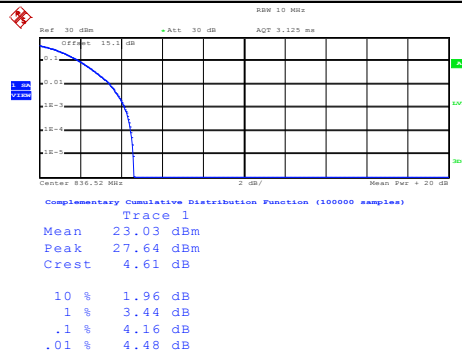 RBW 10 MHz
Ref 30 dBm Att 30 dB AQT 3.125 ms
Offset 15.1 dB
0.1
A
0.01
1 SA
VIEW
1E-3
LVL
1E-4
1E-5
3DB
Center 836.52 MHz 2 dB/ Mean Pwr + 20 dB
Complementary Cumulative Distribution Function (100000 samples)
Trace 1
Mean 23.03 dBm
Peak 27.64 dBm
Crest 4.61 dB
10 % 1.96 dB
1 % 3.44 dB
.1 % 4.16 dB
.01 % 4.48 dB